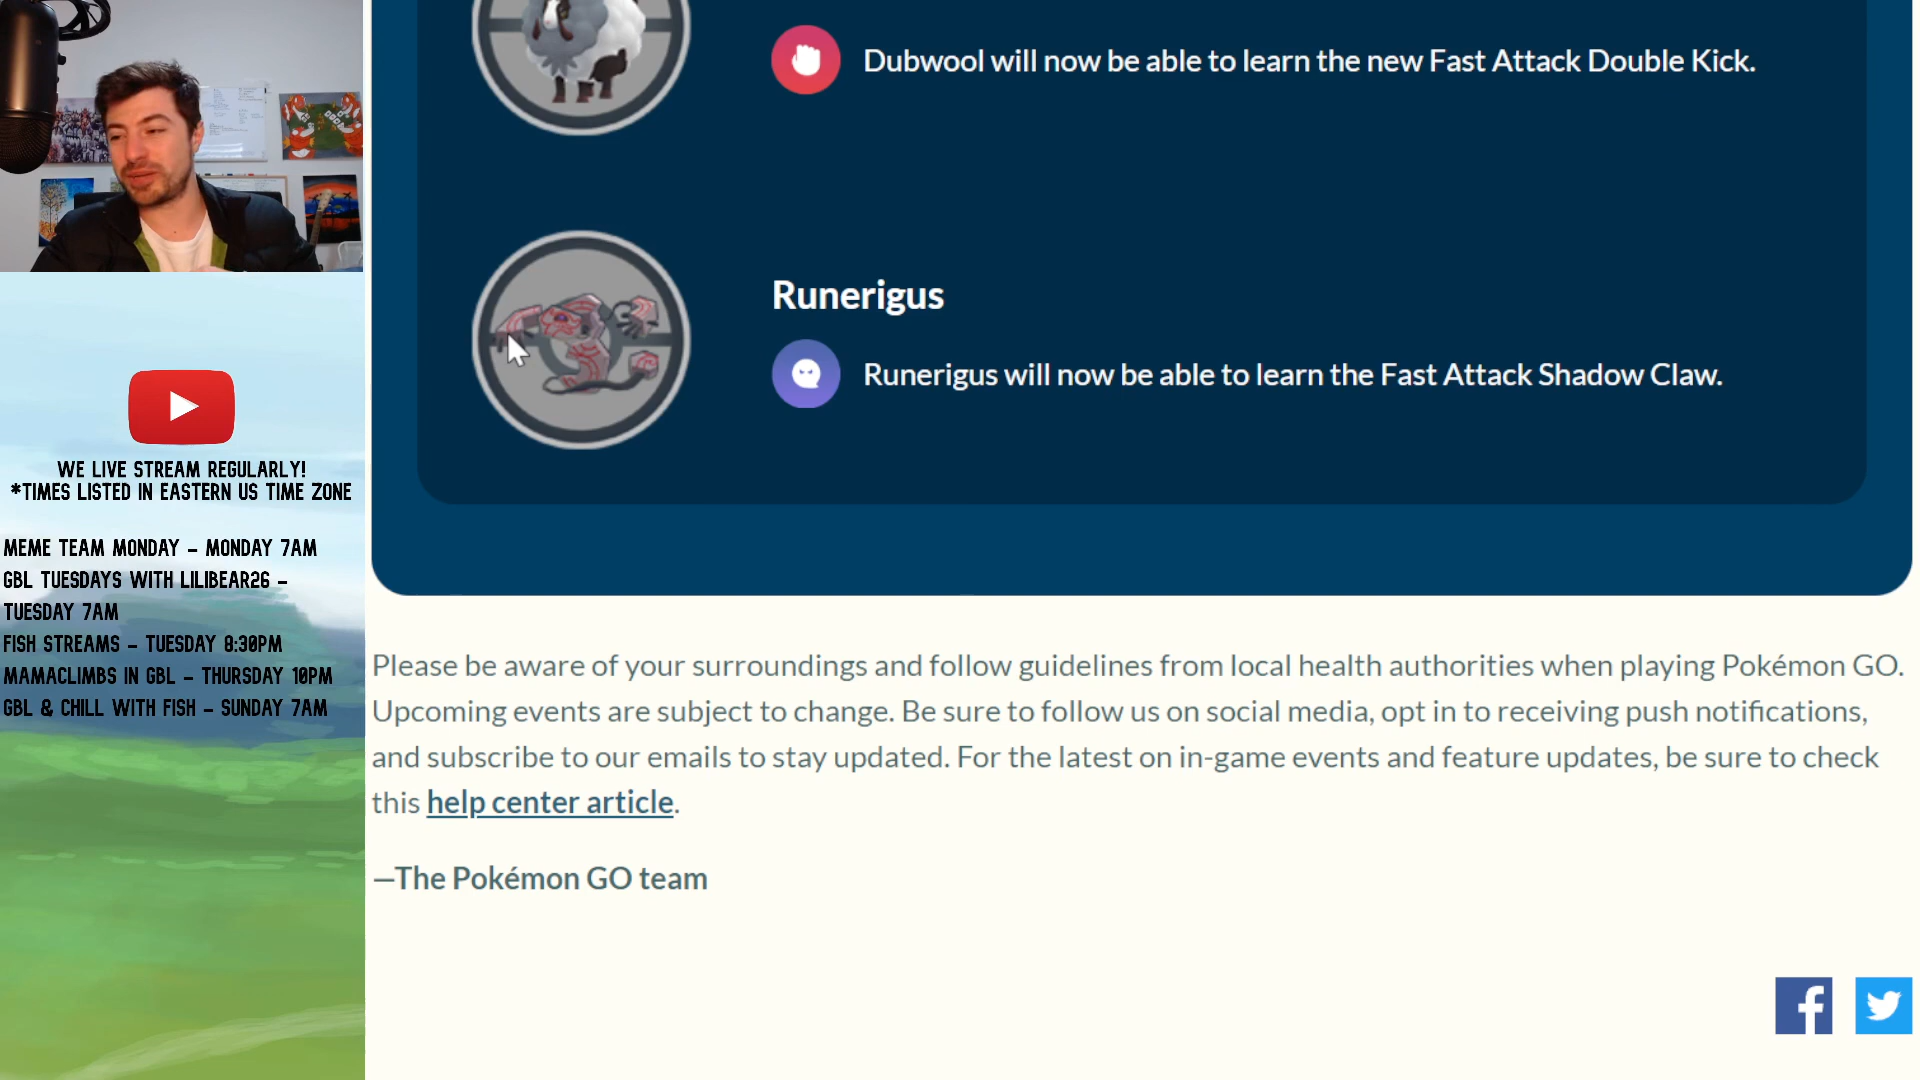 WE LIVE STREAM REGULARLY!
*TIMES LISTED IN EASTERN US TIME ZONE
MEME TEAM MONDAY - MONDAY 7AM
GBL TUESDAYS WITH LILIBEAR26 -
TUESDAY 7AM
FISH STREAMS - TUESDAY 8:30PM
MAMACLIMBS IN GBL - THURSDAY 10PM
GBL & CHILL WITH FISH - SUNDAY 7AM
Dubwool will now be able to learn the new Fast Attack Double Kick.
Runerigus
Runerigus will now be able to learn the Fast Attack Shadow Claw.
Please be aware of your surroundings and follow guidelines from local health authorities when playing Pokémon GO.
Upcoming events are subject to change. Be sure to follow us on social media, opt in to receiving push notifications,
and subscribe to our emails to stay updated. For the latest on in-game events and feature updates, be sure to check
this help center article.
—The Pokémon GO team